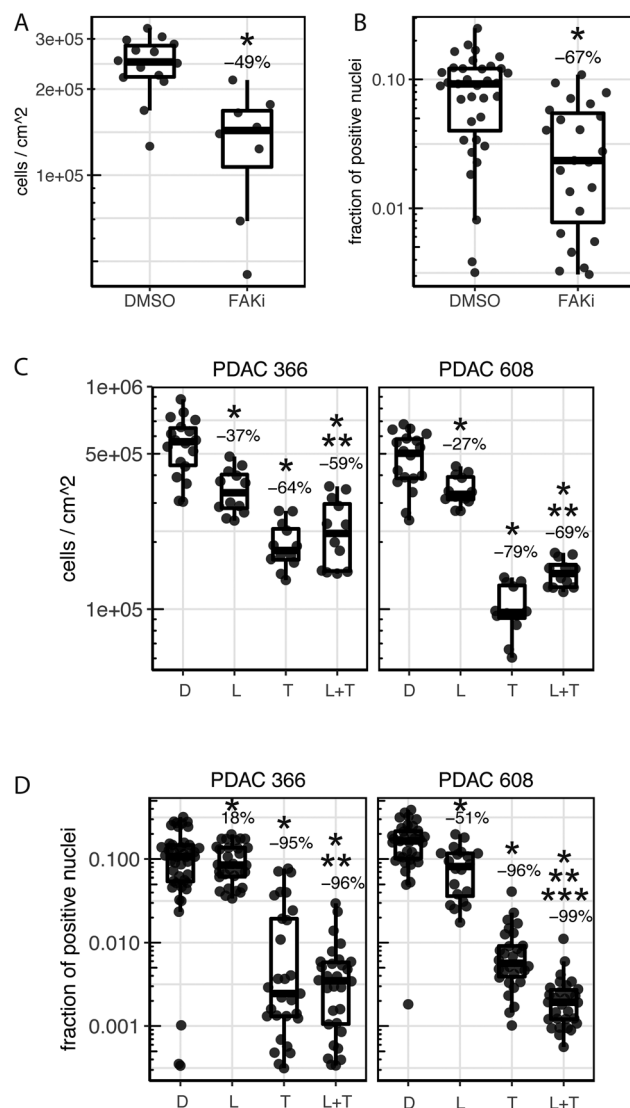 A
3e+05
2e+05
1e+05
cells / cm^2
*
−49%
DMSO
FAKi
B
0.10
0.01
fraction of positive nuclei
*
−67%
DMSO
FAKi
C
PDAC 366
PDAC 608
1e+06
5e+05
1e+05
cells / cm^2
*
−37%
*
−64%
*
**
−59%
*
−27%
*
−79%
*
**
−69%
D L T L+T
D L T L+T
D
PDAC 366
PDAC 608
0.100
0.010
0.001
fraction of positive nuclei
*
18%
*
−95%
*
**
−96%
*
−51%
*
−96%
*
**
***
−99%
D L T L+T
D L T L+T